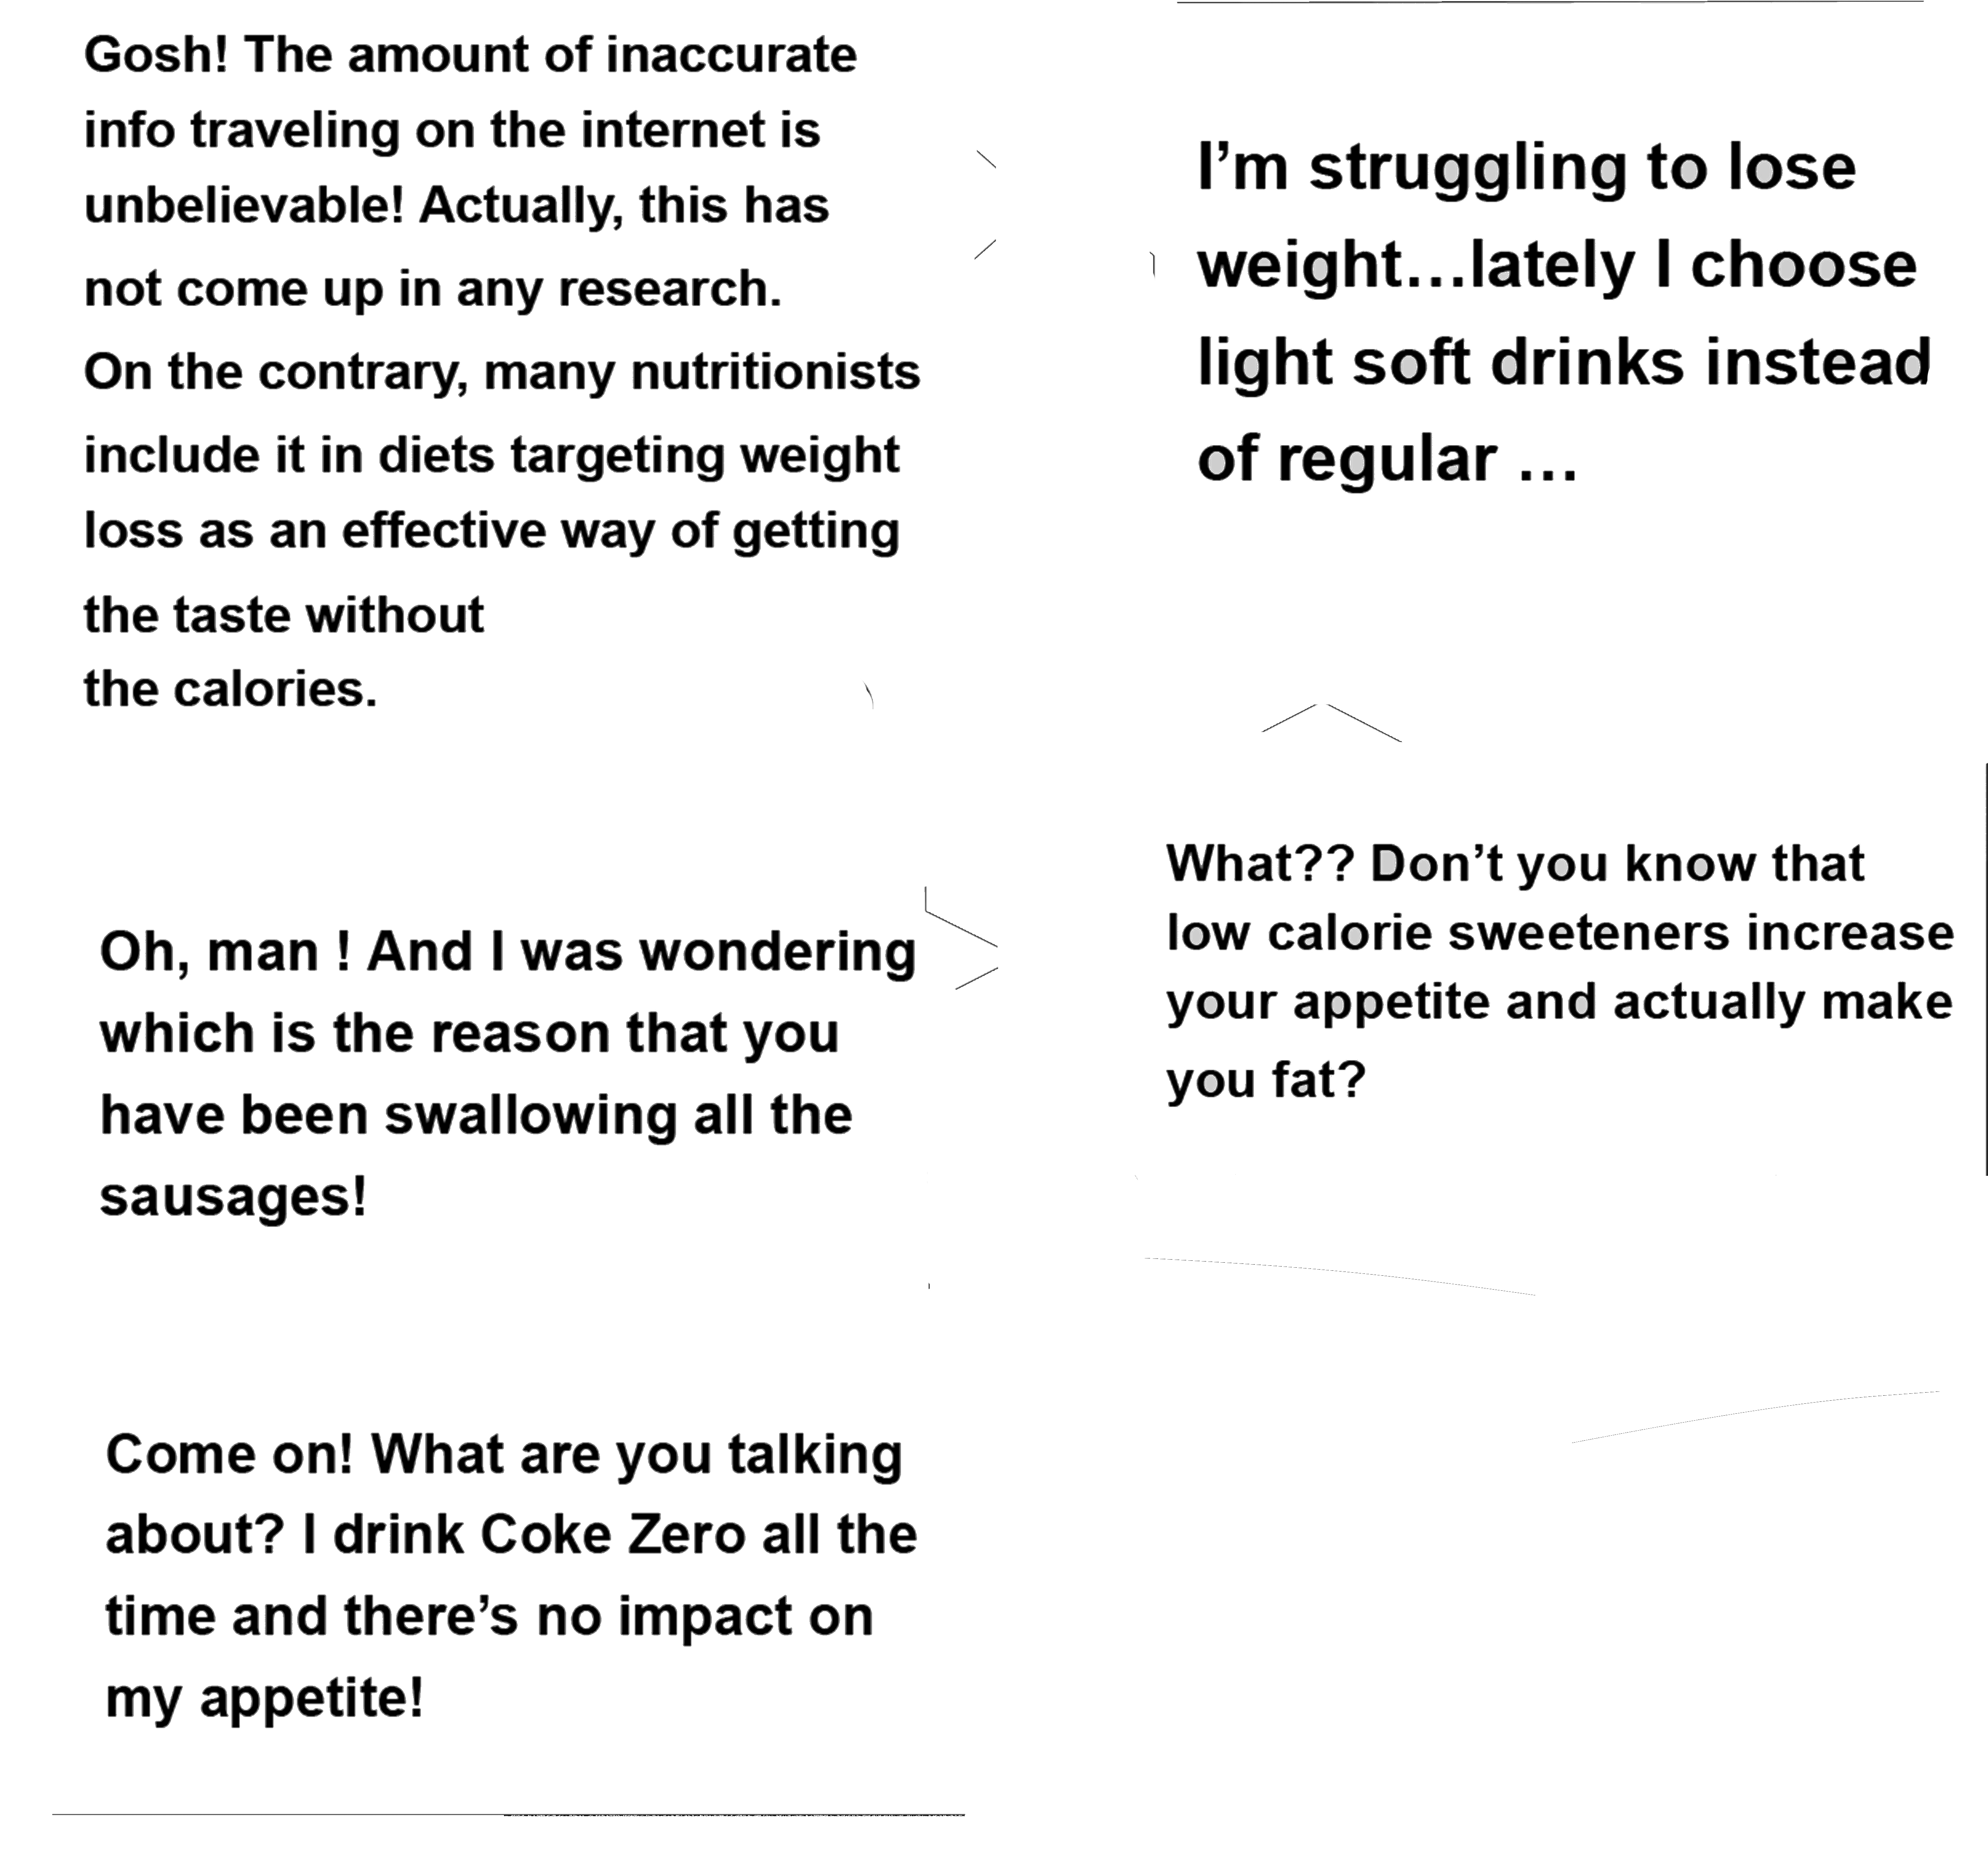 Gosh! The amount of inaccurate
info traveling on the internet is
unbelievable! Actually, this has
not come up in any research.
On the contrary, many nutritionists
include it in diets targeting weight
loss as an effective way of getting
the taste without
the calories.
Oh, man ! And I was wondering
which is the reason that you
have been swallowing all the
sausages!
Come on! What are you talking
about? I drink Coke Zero all the
time and there’s no impact on
my appetite!
I’m struggling to lose
weight…lately I choose
light soft drinks instead
of regular …
What?? Don’t you know that
low calorie sweeteners increase
your appetite and actually make
you fat?